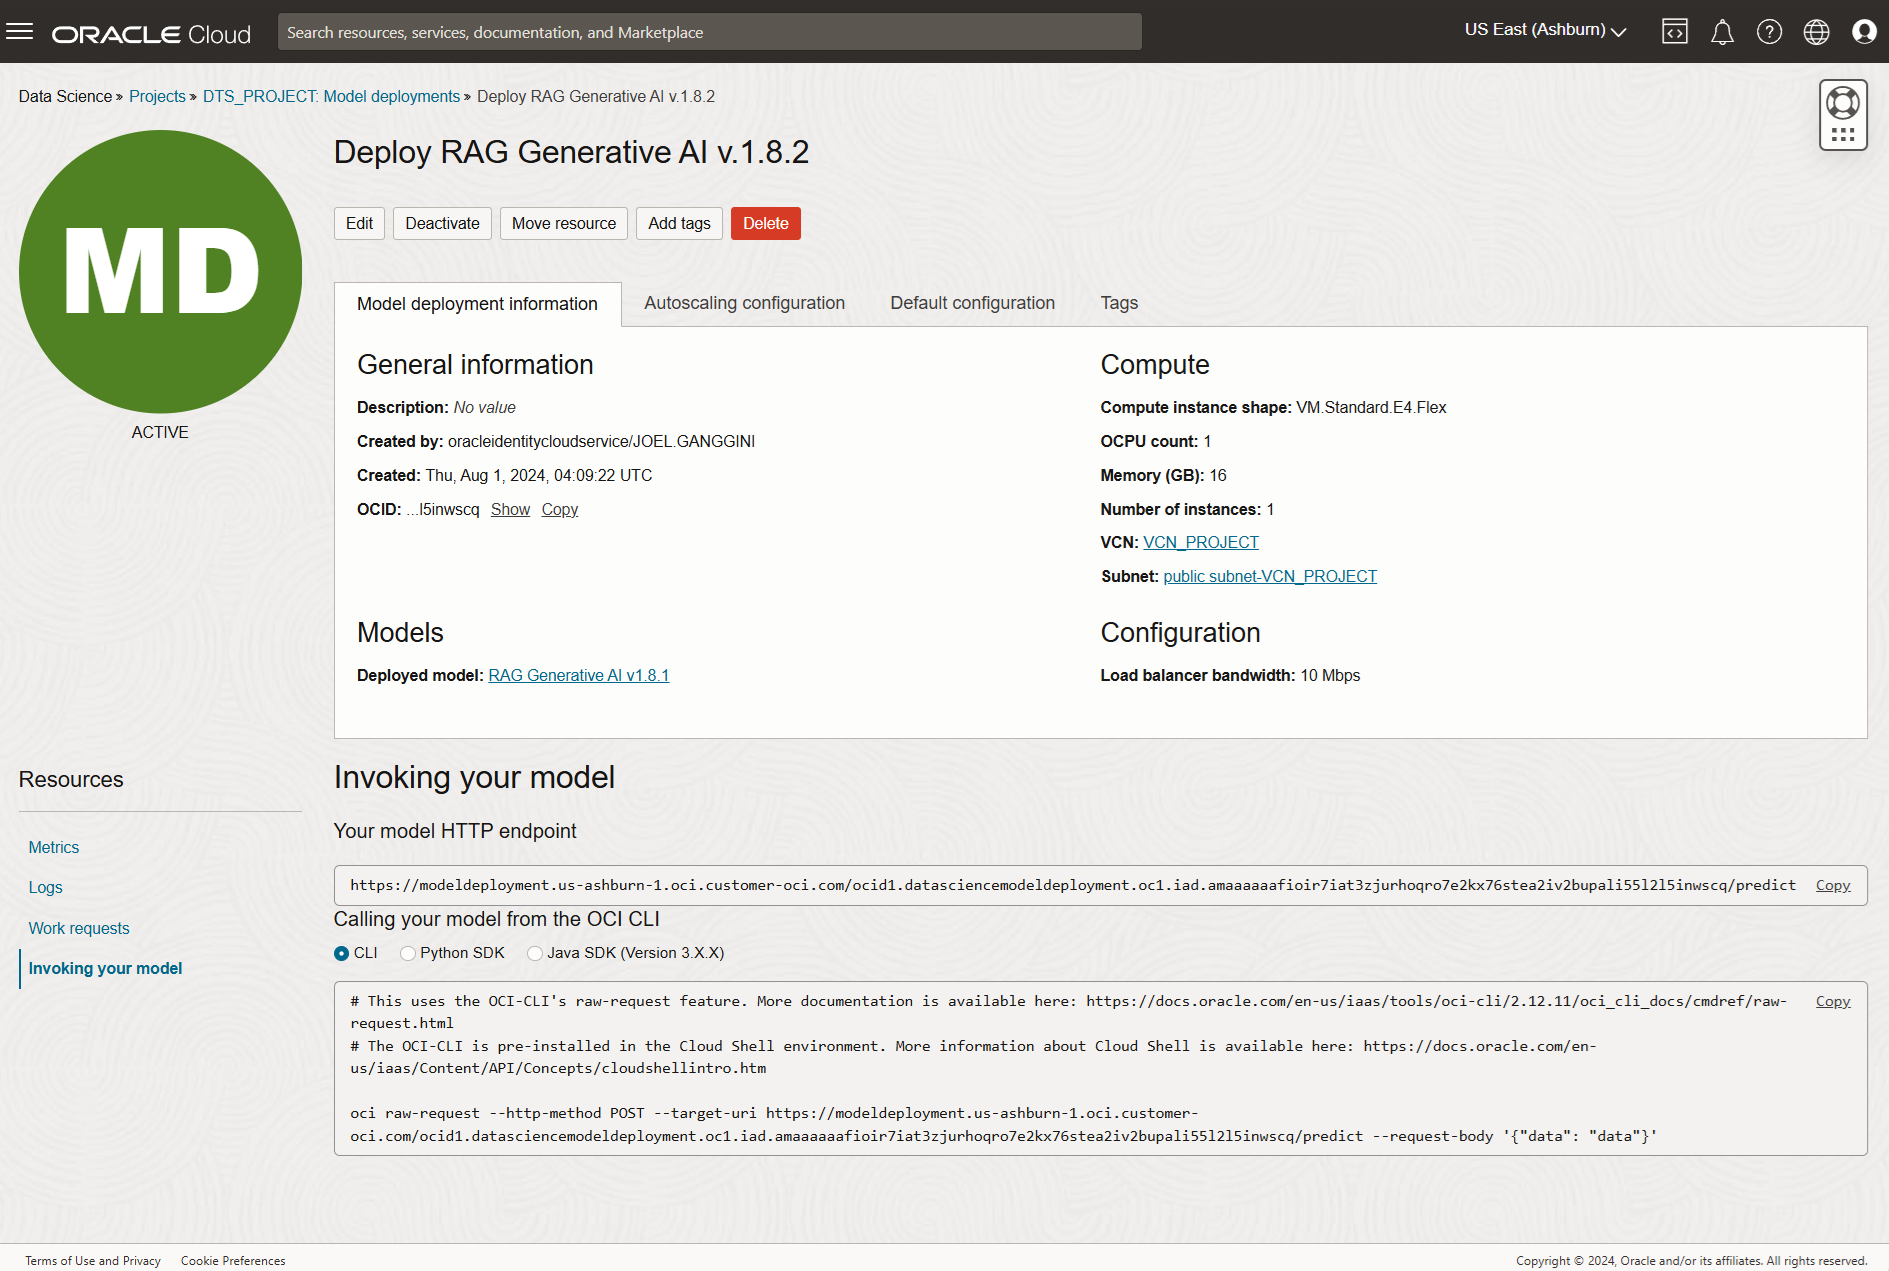 ORACLE Cloud
Search resources, services, documentation, and Marketplace
US East (Ashburn)
Data Science » Projects » DTS_PROJECT: Model deployments » Deploy RAG Generative AI v.1.8.2
MD
ACTIVE
Deploy RAG Generative AI v.1.8.2
Edit Deactivate Move resource Add tags Delete
Model deployment information Autoscaling configuration Default configuration Tags
General information
Description: No value
Created by: oracleidentitycloudservice/JOEL.GANGGINI
Created: Thu, Aug 1, 2024, 04:09:22 UTC
OCID: ...l5inwscq Show Copy
Compute
Compute instance shape: VM.Standard.E4.Flex
OCPU count: 1
Memory (GB): 16
Number of instances: 1
VCN: VCN_PROJECT
Subnet: public subnet-VCN_PROJECT
Models
Deployed model: RAG Generative AI v1.8.1
Configuration
Load balancer bandwidth: 10 Mbps
Resources
Metrics
Logs
Work requests
Invoking your model
Invoking your model
Your model HTTP endpoint
https://modeldeployment.us-ashburn-1.oci.customer-oci.com/ocid1.datasciencemodeldeployment.oc1.iad.amaaaaaafioir7iat3zjurhoqro7e2kx76stea2iv2bupali55l2l5inwscq/predict Copy
Calling your model from the OCI CLI
CLI Python SDK Java SDK (Version 3.X.X)
# This uses the OCI-CLI's raw-request feature. More documentation is available here: https://docs.oracle.com/en-us/iaas/tools/oci-cli/2.12.11/oci_cli_docs/cmdref/raw- Copy
request.html
# The OCI-CLI is pre-installed in the Cloud Shell environment. More information about Cloud Shell is available here: https://docs.oracle.com/en-
us/iaas/Content/API/Concepts/cloudshellintro.htm
oci raw-request --http-method POST --target-uri https://modeldeployment.us-ashburn-1.oci.customer-
oci.com/ocid1.datasciencemodeldeployment.oc1.iad.amaaaaaafioir7iat3zjurhoqro7e2kx76stea2iv2bupali55l2l5inwscq/predict --request-body '{"data": "data"}'
Terms of Use and Privacy Cookie Preferences
Copyright © 2024, Oracle and/or its affiliates. All rights reserved.